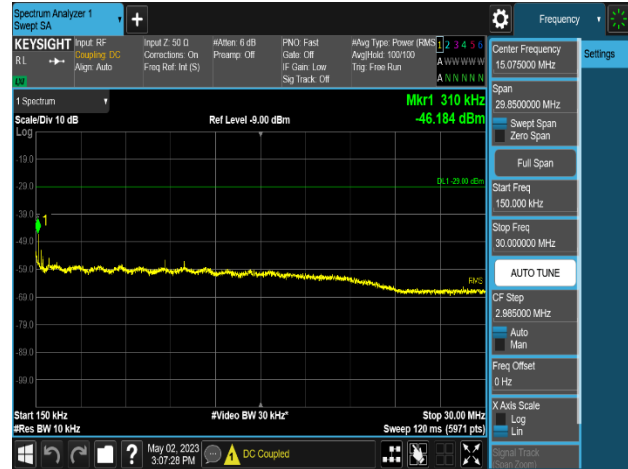 Spectrum Analyzer 1
Swept SA
+
Frequency
KEYSIGHT
RL
LW
Input: RF
Coupling: DC
Align: Auto
Input Z: 50 Ω
Corrections: On
Freq Ref: Int (S)
#Atten: 6 dB
Preamp: Off
PNO: Fast
Gate: Off
IF Gain: Low
Sig Track: Off
#Avg Type: Power (RMS
Avg|Hold: 100/100
Trig: Free Run
1 2 3 4 5 6
A W W W W W
A N N N N N
1 Spectrum
Scale/Div 10 dB
Ref Level -9.00 dBm
Mkr1 310 kHz
-46.184 dBm
Log
-19.0
-29.0
-39.0
-49.0
-59.0
-69.0
-79.0
-89.0
-99.0
DL1 -29.00 dBm
1
RMS
Start 150 kHz
#Video BW 30 kHz*
Stop 30.00 MHz
#Res BW 10 kHz
Sweep 120 ms (5971 pts)
Center Frequency
15.075000 MHz
Settings
Span
29.8500000 MHz
Swept Span
Zero Span
Full Span
Start Freq
150.000 kHz
Stop Freq
30.000000 MHz
AUTO TUNE
CF Step
2.985000 MHz
Auto
Man
Freq Offset
0 Hz
X Axis Scale
Log
Lin
Signal Track
(Span Zoom)
?
May 02, 2023
3:07:28 PM
DC Coupled